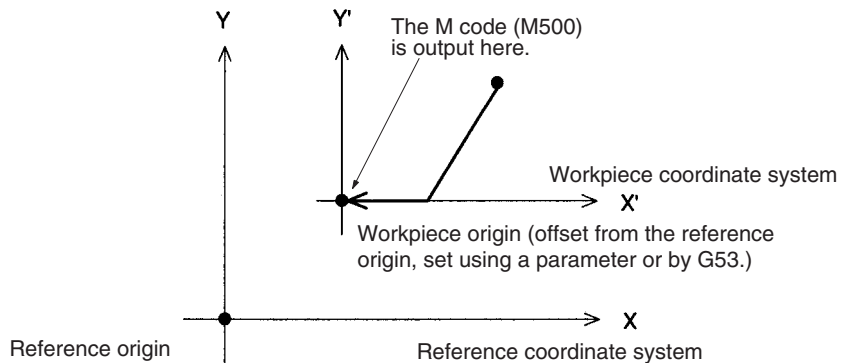 Y
Y'
The M code (M500)
is output here.
Workpiece coordinate system
X'
Workpiece origin (offset from the reference
origin, set using a parameter or by G53.)
X
Reference origin
Reference coordinate system